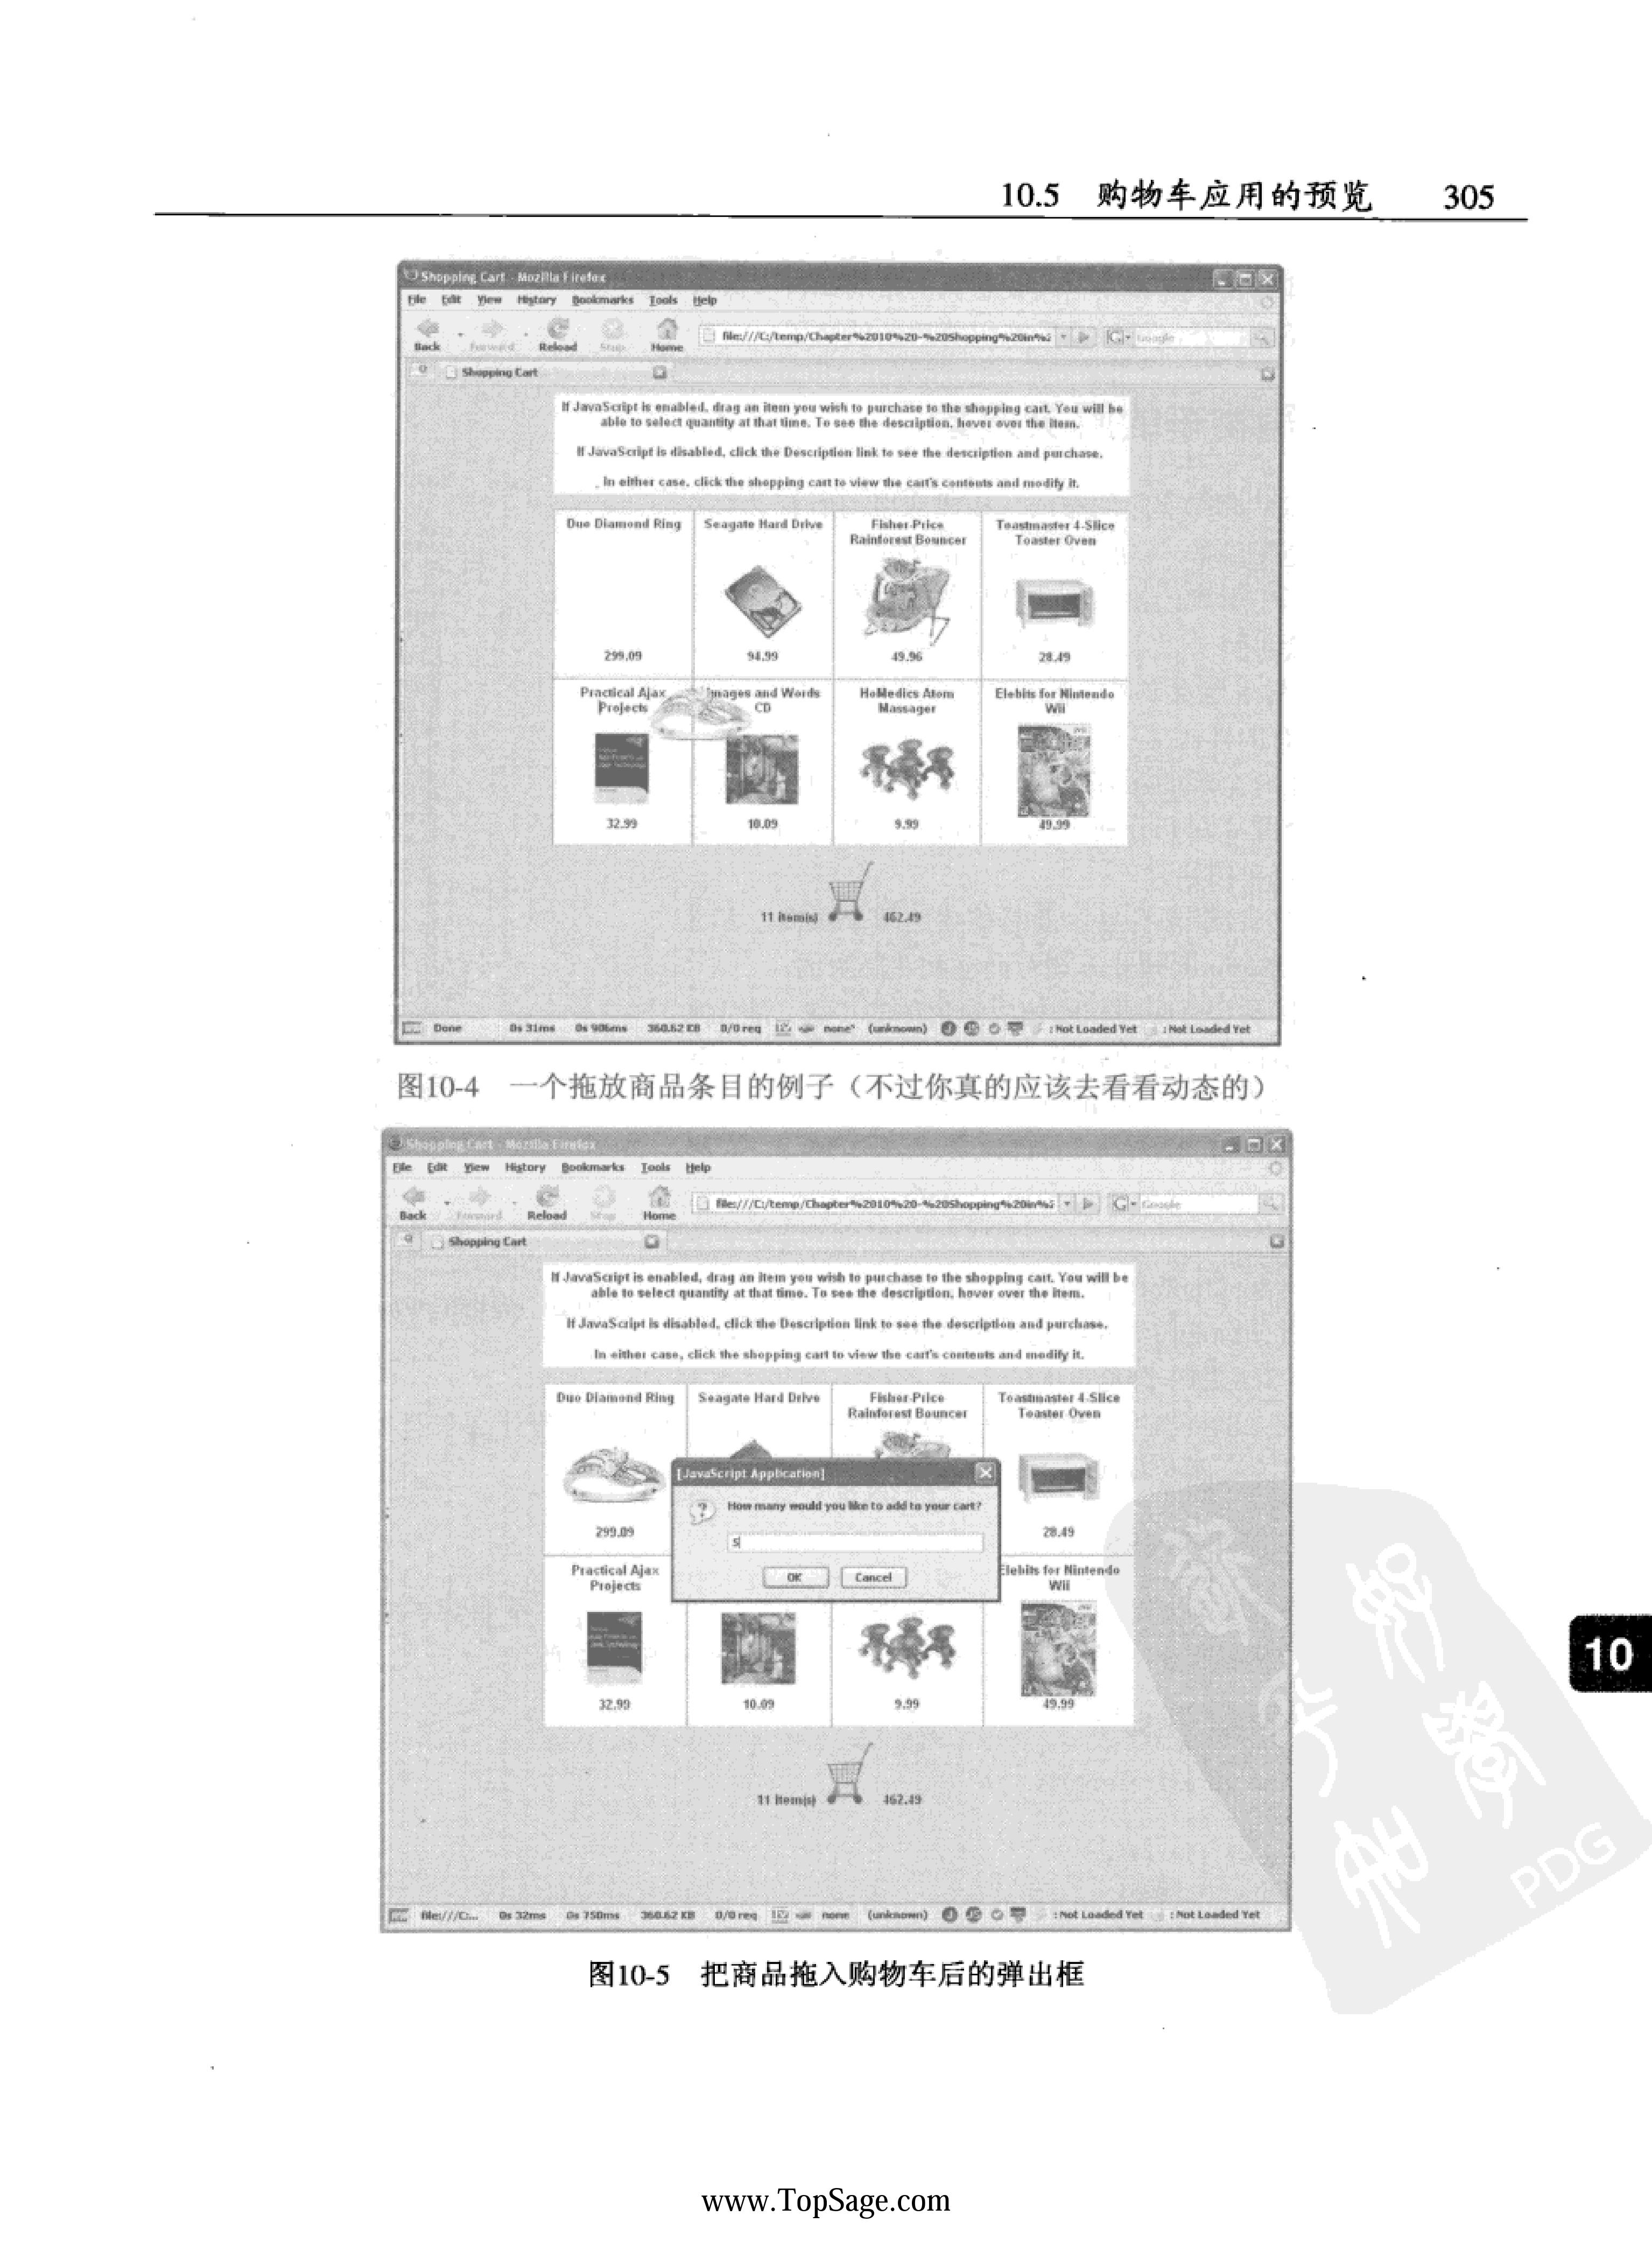 10.5 购物车应用的预览 305
Shopping Cart - Mozilla Firefox
File Edit View History Bookmarks Tools Help
Back Forward Reload Stop Home file:///C:/temp/Chapter%2010%20-%20Shopping%20in% Google
Shopping Cart
If JavaScript is enabled, drag an item you wish to purchase to the shopping cart. You will be
able to select quantity at that time. To see the description, hover over the item.
If JavaScript is disabled, click the Description link to see the description and purchase.
In either case, click the shopping cart to view the cart's contents and modify it.
Duo Diamond Ring Seagate Hard Drive Fisher-Price Toastmaster 4-Slice
Rainforest Bouncer Toaster Oven
299.09 94.99 49.96 28.49
Practical Ajax Images and Words HoMedics Atom Elebits for Nintendo
Projects CD Massager Wii
32.99 10.09 9.99 49.99
11 item(s) 462.49
Done 0s 31ms 0s 906ms 360.62 KB 0/0 req none* (unknown) : Not Loaded Yet : Not Loaded Yet
图10-4 一个拖放商品条目的例子（不过你真的应该去看看动态的）
Shopping Cart - Mozilla Firefox
File Edit View History Bookmarks Tools Help
Back Forward Reload Stop Home file:///C:/temp/Chapter%2010%20-%20Shopping%20in% Google
Shopping Cart
If JavaScript is enabled, drag an item you wish to purchase to the shopping cart. You will be
able to select quantity at that time. To see the description, hover over the item.
If JavaScript is disabled, click the Description link to see the description and purchase.
In either case, click the shopping cart to view the cart's contents and modify it.
Duo Diamond Ring Seagate Hard Drive Fisher-Price Toastmaster 4-Slice
Rainforest Bouncer Toaster Oven
[JavaScript Application]
How many would you like to add to your cart?
5
OK Cancel
299.09 28.49
Practical Ajax Elebits for Nintendo
Projects Wii
32.99 10.09 9.99 49.99
11 item(s) 462.49
file:///C:... 0s 32ms 0s 750ms 360.62 KB 0/0 req none (unknown) : Not Loaded Yet : Not Loaded Yet
图10-5 把商品拖入购物车后的弹出框
10
PDG
www.TopSage.com